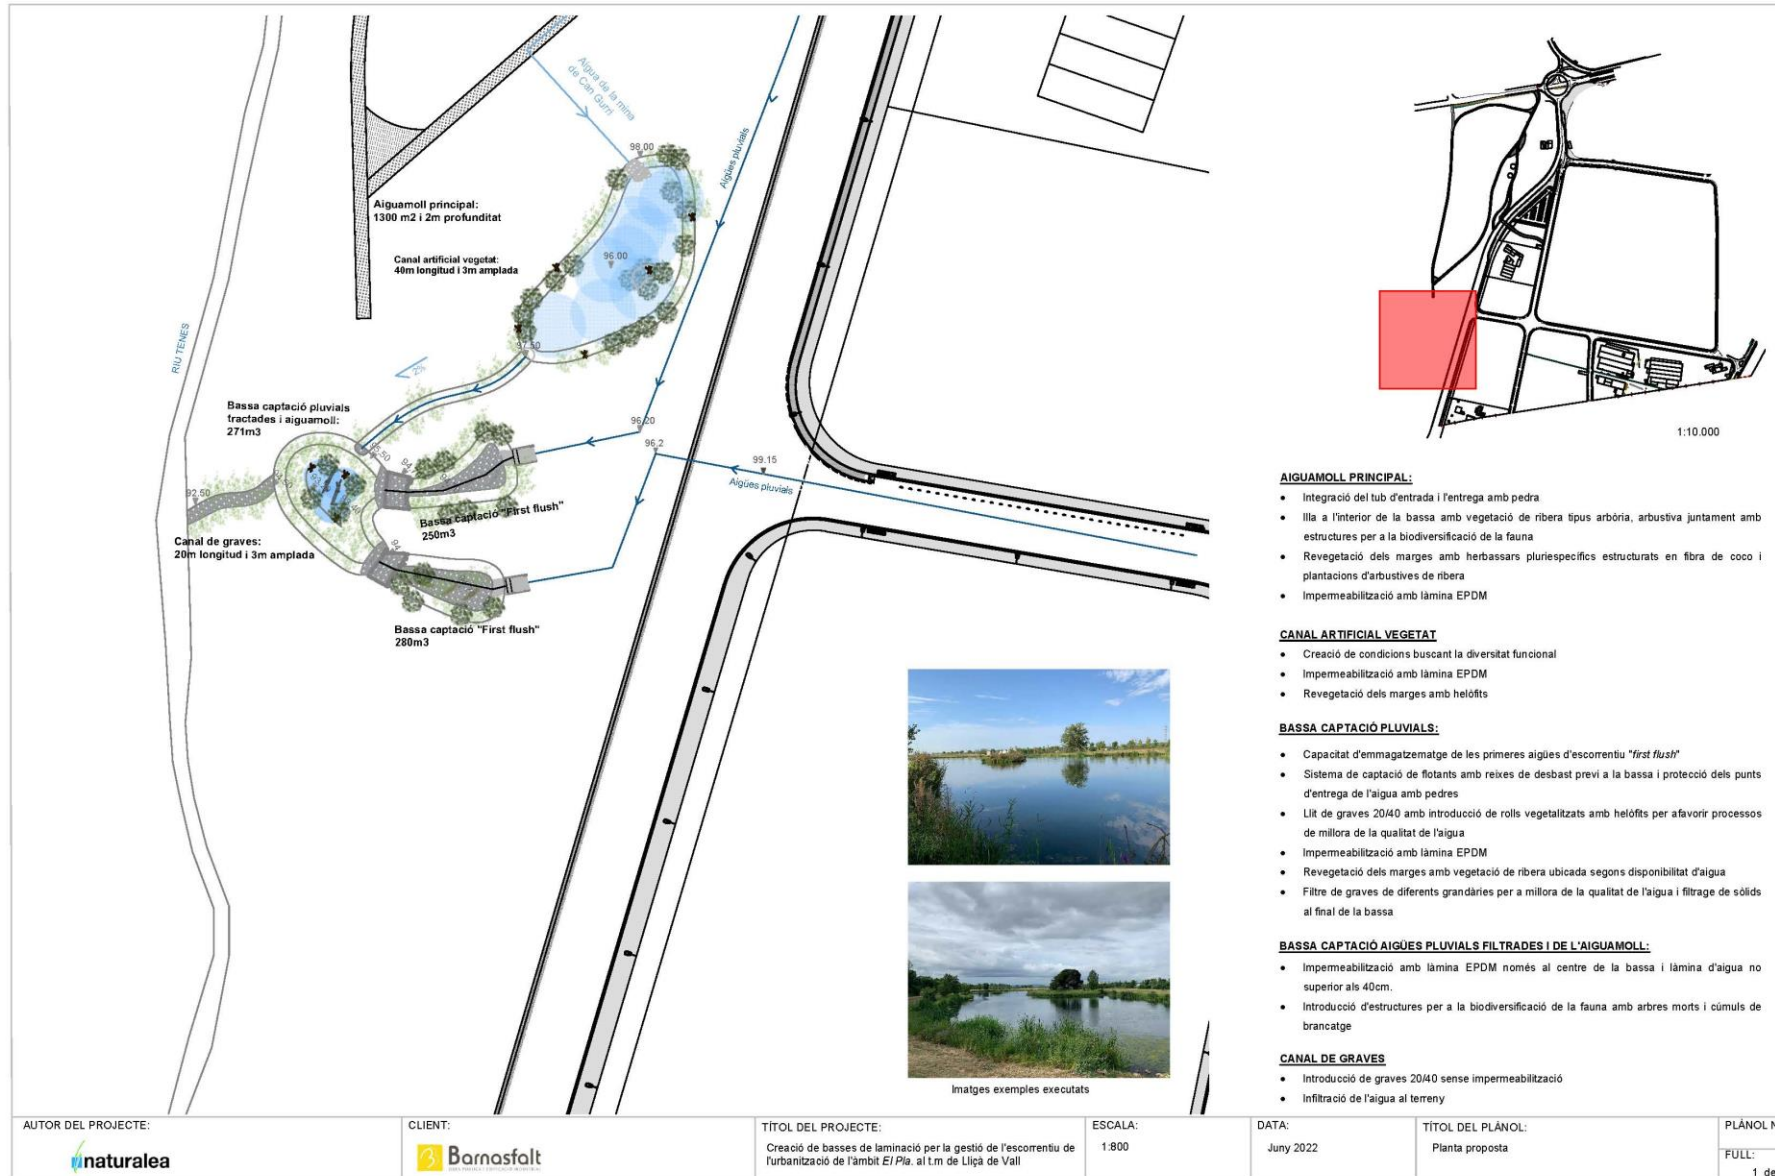 Aigua de la mina
de Can Gurri
Aigües pluvials
98.00
Aiguamoll principal:
1300 m2 i 2m profunditat
Canal artificial vegetat:
40m longitud i 3m amplada
96.00
RIU TENES
97.50
2%
Bassa captació pluvials
tractades i aiguamoll:
271m3
96.20
96.2
99.15
Aigües pluvials
92.50
Bassa captació "First flush"
250m3
Canal de graves:
20m longitud i 3m amplada
Bassa captació "First flush"
280m3
1:10.000
AIGUAMOLL PRINCIPAL:
• Integració del tub d'entrada i l'entrega amb pedra
• Illa a l'interior de la bassa amb vegetació de ribera tipus arbòria, arbustiva juntament amb
estructures per a la biodiversificació de la fauna
• Revegetació dels marges amb herbassars pluriespecífics estructurats en fibra de coco i
plantacions d'arbustives de ribera
• Impermeabilització amb làmina EPDM
CANAL ARTIFICIAL VEGETAT
• Creació de condicions buscant la diversitat funcional
• Impermeabilització amb làmina EPDM
• Revegetació dels marges amb helòfits
BASSA CAPTACIÓ PLUVIALS:
• Capacitat d'emmagatzematge de les primeres aigües d'escorrentiu "first flush"
• Sistema de captació de flotants amb reixes de desbast previ a la bassa i protecció dels punts
d'entrega de l'aigua amb pedres
• Llit de graves 20/40 amb introducció de rolls vegetalitzats amb helòfits per afavorir processos
de millora de la qualitat de l'aigua
• Impermeabilització amb làmina EPDM
• Revegetació dels marges amb vegetació de ribera ubicada segons disponibilitat d'aigua
• Filtre de graves de diferents grandàries per a millora de la qualitat de l'aigua i filtrage de sòlids
al final de la bassa
BASSA CAPTACIÓ AIGÜES PLUVIALS FILTRADES I DE L'AIGUAMOLL:
• Impermeabilització amb làmina EPDM només al centre de la bassa i làmina d'aigua no
superior als 40cm.
• Introducció d'estructures per a la biodiversificació de la fauna amb arbres morts i cúmuls de
brancatge
CANAL DE GRAVES
• Introducció de graves 20/40 sense impermeabilització
• Infiltració de l'aigua al terreny
Imatges exemples executats
AUTOR DEL PROJECTE:
naturalea
CLIENT:
Barnasfalt
TÍTOL DEL PROJECTE:
Creació de basses de laminació per la gestió de l'escorrentiu de
l'urbanització de l'àmbit El Pla. al t.m de Lliçà de Vall
ESCALA:
1:800
DATA:
Juny 2022
TÍTOL DEL PLÀNOL:
Planta proposta
PLÀNOL N
FULL:
1 de